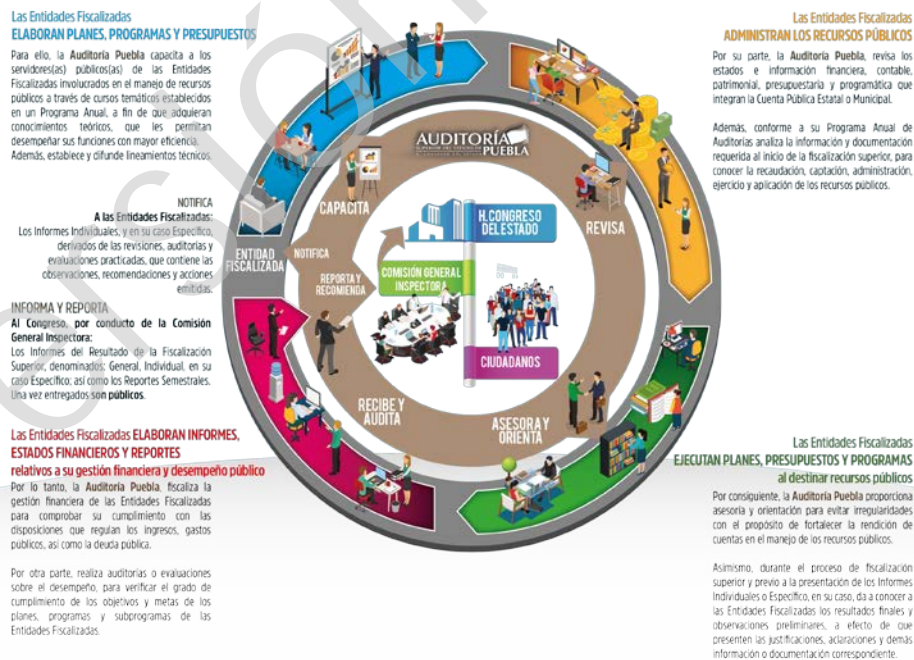 Las Entidades Fiscalizadas
ELABORAN PLANES, PROGRAMAS Y PRESUPUESTOS
Para ello, la Auditoría Puebla capacita a los
servidores(as) públicos(as) de las Entidades
Fiscalizadas involucrados en el manejo de recursos
públicos a través de cursos temáticos establecidos
en un Programa Anual, a fin de que adquieran
conocimientos teóricos, que les permitan
desempeñar sus funciones con mayor eficiencia.
Además, establece y difunde lineamientos técnicos.
NOTIFICA
A las Entidades Fiscalizadas:
Los Informes Individuales, y en su caso Específico,
derivados de las revisiones, auditorías y
evaluaciones practicadas, que contiene las
observaciones, recomendaciones y acciones
emitidas.
INFORMA Y REPORTA
Al Congreso, por conducto de la Comisión
General Inspectora:
Los Informes del Resultado de la Fiscalización
Superior, denominados: General, Individual, en su
caso Específico; así como los Reportes Semestrales.
Una vez entregados son públicos.
Las Entidades Fiscalizadas ELABORAN INFORMES,
ESTADOS FINANCIEROS Y REPORTES
relativos a su gestión financiera y desempeño público
Por lo tanto, la Auditoría Puebla, fiscaliza la
gestión financiera de las Entidades Fiscalizadas
para comprobar su cumplimiento con las
disposiciones que regulan los ingresos, gastos
públicos, así como la deuda pública.
Por otra parte, realiza auditorías o evaluaciones
sobre el desempeño, para verificar el grado de
cumplimiento de los objetivos y metas de los
planes, programas y subprogramas de las
Entidades Fiscalizadas.
AUDITORÍA
PUEBLA
CAPACITA
REVISA
H. CONGRESO
DEL ESTADO
ENTIDAD
FISCALIZADA
NOTIFICA
REPORTA Y
RECOMIENDA
COMISIÓN GENERAL
INSPECTORA
CIUDADANOS
RECIBE Y
AUDITA
ASESORA Y
ORIENTA
Las Entidades Fiscalizadas
ADMINISTRAN LOS RECURSOS PÚBLICOS
Por su parte, la Auditoría Puebla, revisa los
estados e información financiera, contable,
patrimonial, presupuestaria y programática que
integran la Cuenta Pública Estatal o Municipal.
Además, conforme a su Programa Anual de
Auditorías analiza la información y documentación
requerida al inicio de la fiscalización superior, para
conocer la recaudación, captación, administración,
ejercicio y aplicación de los recursos públicos.
Las Entidades Fiscalizadas
EJECUTAN PLANES, PRESUPUESTOS Y PROGRAMAS
al destinar recursos públicos
Por consiguiente, la Auditoría Puebla proporciona
asesoría y orientación para evitar irregularidades
con el propósito de fortalecer la rendición de
cuentas en el manejo de los recursos públicos.
Asimismo, durante el proceso de fiscalización
superior y previo a la presentación de los Informes
Individuales o Específico, en su caso, da a conocer a
las Entidades Fiscalizadas los resultados finales y
observaciones preliminares, a efecto de que
presenten las justificaciones, aclaraciones y demás
información o documentación correspondiente.